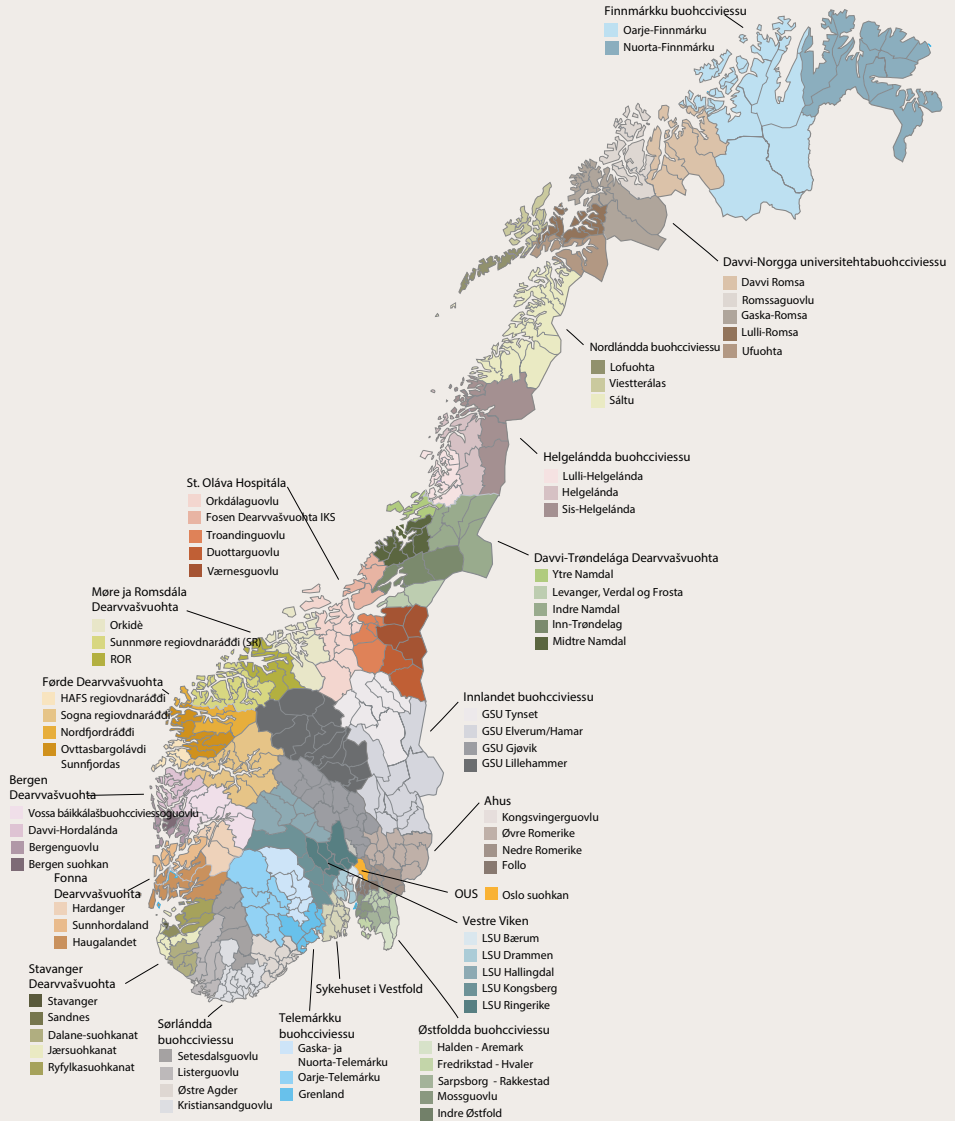 Finnmárkku buohcciviessu
Oarje-Finnmárku
Nuorta-Finnmárku
Davvi-Norgga universitehtabuohcciviessu
Davvi Romsa
Romssaguovlu
Gaska-Romsa
Lulli-Romsa
Ufuohta
Nordlándda buohcciviessu
Lofuohta
Viestterálas
Sáltu
Helgelándda buohcciviessu
Lulli-Helgelánda
Helgelánda
Sis-Helgelánda
St. Oláva Hospitála
Orkdálaguovlu
Fosen Dearvvašvuohta IKS
Troandinguovlu
Duottarguovlu
Værnesguovlu
Davvi-Trøndelága Dearvvašvuohta
Ytre Namdal
Levanger, Verdal og Frosta
Indre Namdal
Inn-Trøndelag
Midtre Namdal
Møre ja Romsdála
Dearvvašvuohta
Orkidè
Sunnmøre regiovdnaráđđi (SR)
ROR
Førde Dearvvašvuohta
HAFS regiovdnaráđđi
Sogna regiovdnaráđđi
Nordfjordráđđi
Ovttasbargolávdi
Sunnfjordas
Innlandet buohcciviessu
GSU Tynset
GSU Elverum/Hamar
GSU Gjøvik
GSU Lillehammer
Bergen
Dearvvašvuohta
Vossa báikkálašbuohcciviessoguovlu
Davvi-Hordalánda
Bergenguovlu
Bergen suohkan
Ahus
Kongsvingerguovlu
Øvre Romerike
Nedre Romerike
Follo
Fonna
Dearvvašvuohta
Hardanger
Sunnhordaland
Haugalandet
OUS
Oslo suohkan
Vestre Viken
LSU Bærum
LSU Drammen
LSU Hallingdal
LSU Kongsberg
LSU Ringerike
Stavanger
Dearvvašvuohta
Stavanger
Sandnes
Dalane-suohkanat
Jærsuohkanat
Ryfylkasuohkanat
Sykehuset i Vestfold
Sørlándda
buohcciviessu
Setesdalsguovlu
Listerguovlu
Østre Agder
Kristiansandguovlu
Telemárkku
buohcciviessu
Gaska- ja
Nuorta-Telemárku
Oarje-Telemárku
Grenland
Østfoldda buohcciviessu
Halden - Aremark
Fredrikstad - Hvaler
Sarpsborg - Rakkestad
Mossguovlu
Indre Østfold